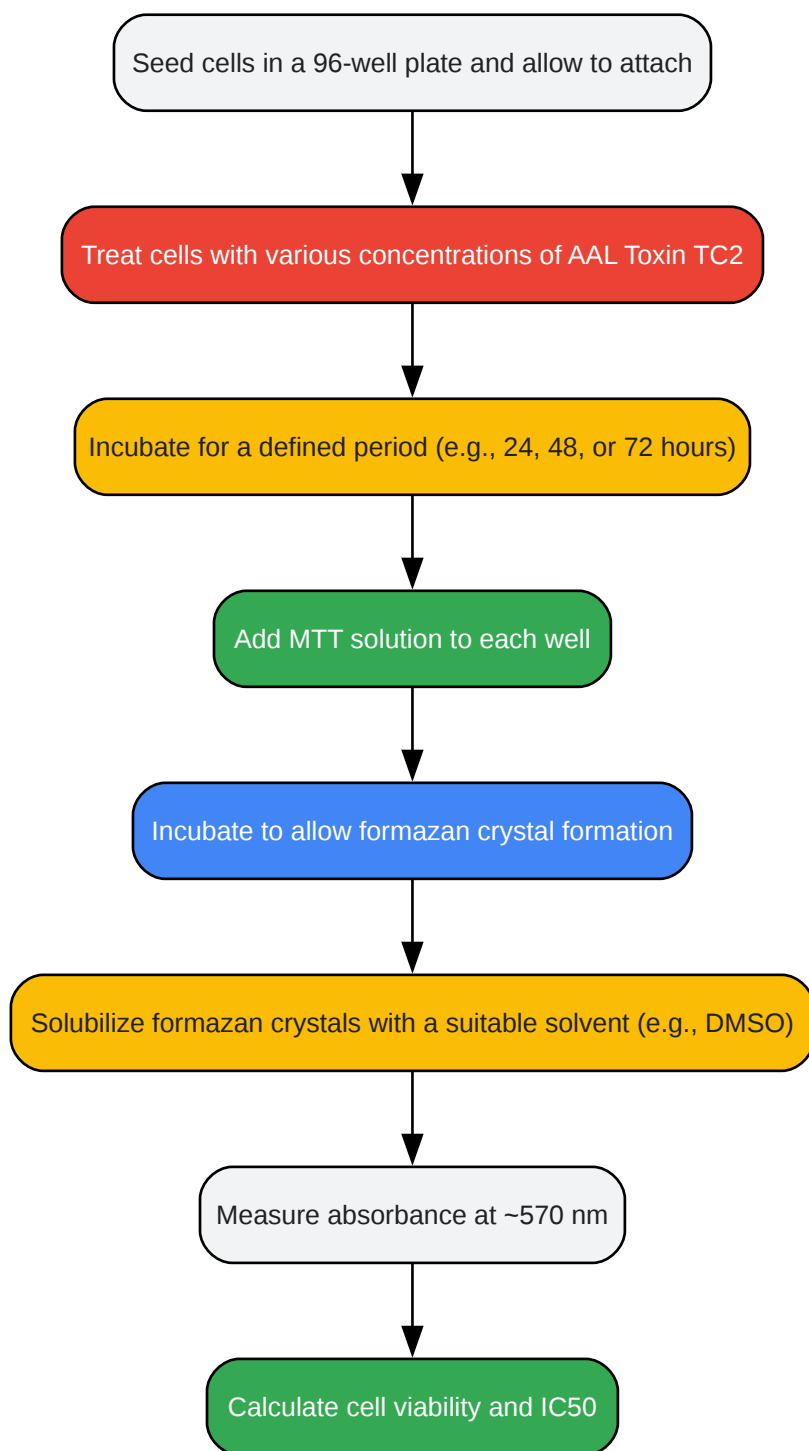 Seed cells in a 96-well plate and allow to attach
Treat cells with various concentrations of AAL Toxin TC2
Incubate for a defined period (e.g., 24, 48, or 72 hours)
Add MTT solution to each well
Incubate to allow formazan crystal formation
Solubilize formazan crystals with a suitable solvent (e.g., DMSO)
Measure absorbance at ~570 nm
Calculate cell viability and IC50